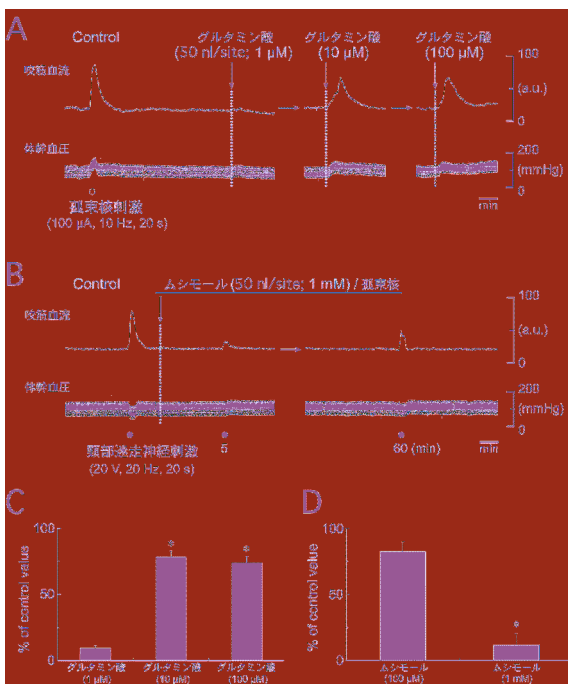 A
Control
グルタミン酸
(50 nl/site; 1 μM)
グルタミン酸
(10 μM)
グルタミン酸
(100 μM)
咬筋血流
100
(a.u.)
0
体幹血圧
200
(mmHg)
0
孤束核刺激
(100 μA, 10 Hz, 20 s)
min
B
Control
ムシモール (50 nl/site; 1 mM) / 孤束核
咬筋血流
100
(a.u.)
0
体幹血圧
200
(mmHg)
0
頸部迷走神経刺激
(20 V, 20 Hz, 20 s)
5
60 (min)
min
C
% of control value
100
50
0
*
*
グルタミン酸
(1 μM)
グルタミン酸
(10 μM)
グルタミン酸
(100 μM)
D
% of control value
100
50
0
*
ムシモール
(100 μM)
ムシモール
(1 mM)